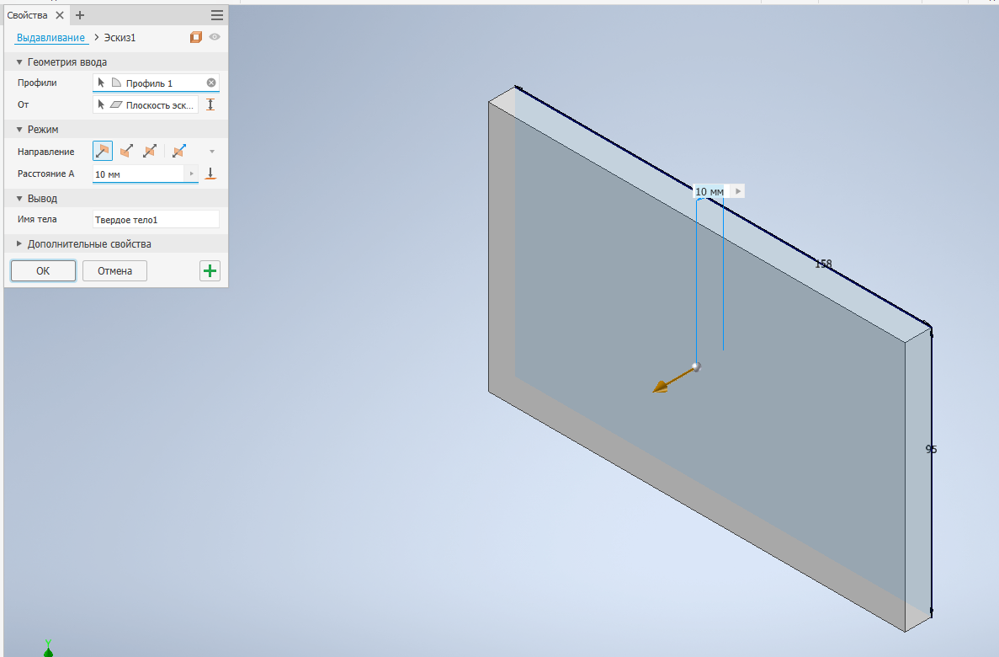 Свойства
Выдавливание > Эскиз1
Геометрия ввода
Профили Профиль 1
От Плоскость эск...
Режим
Направление
Расстояние A 10 мм
Вывод
Имя тела Твердое тело1
Дополнительные свойства
ОК Отмена
10 мм
158
95
Y